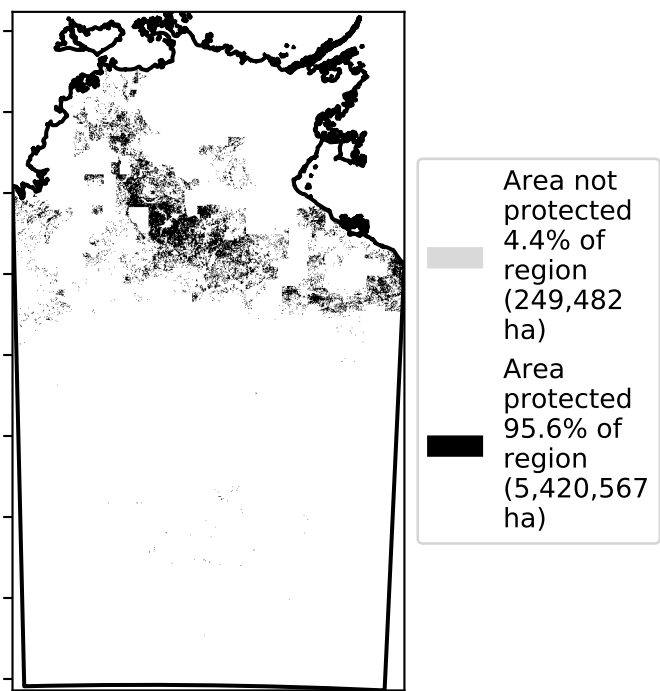 Area not
protected
4.4% of
region
(249,482
ha)
Area
protected
95.6% of
region
(5,420,567
ha)